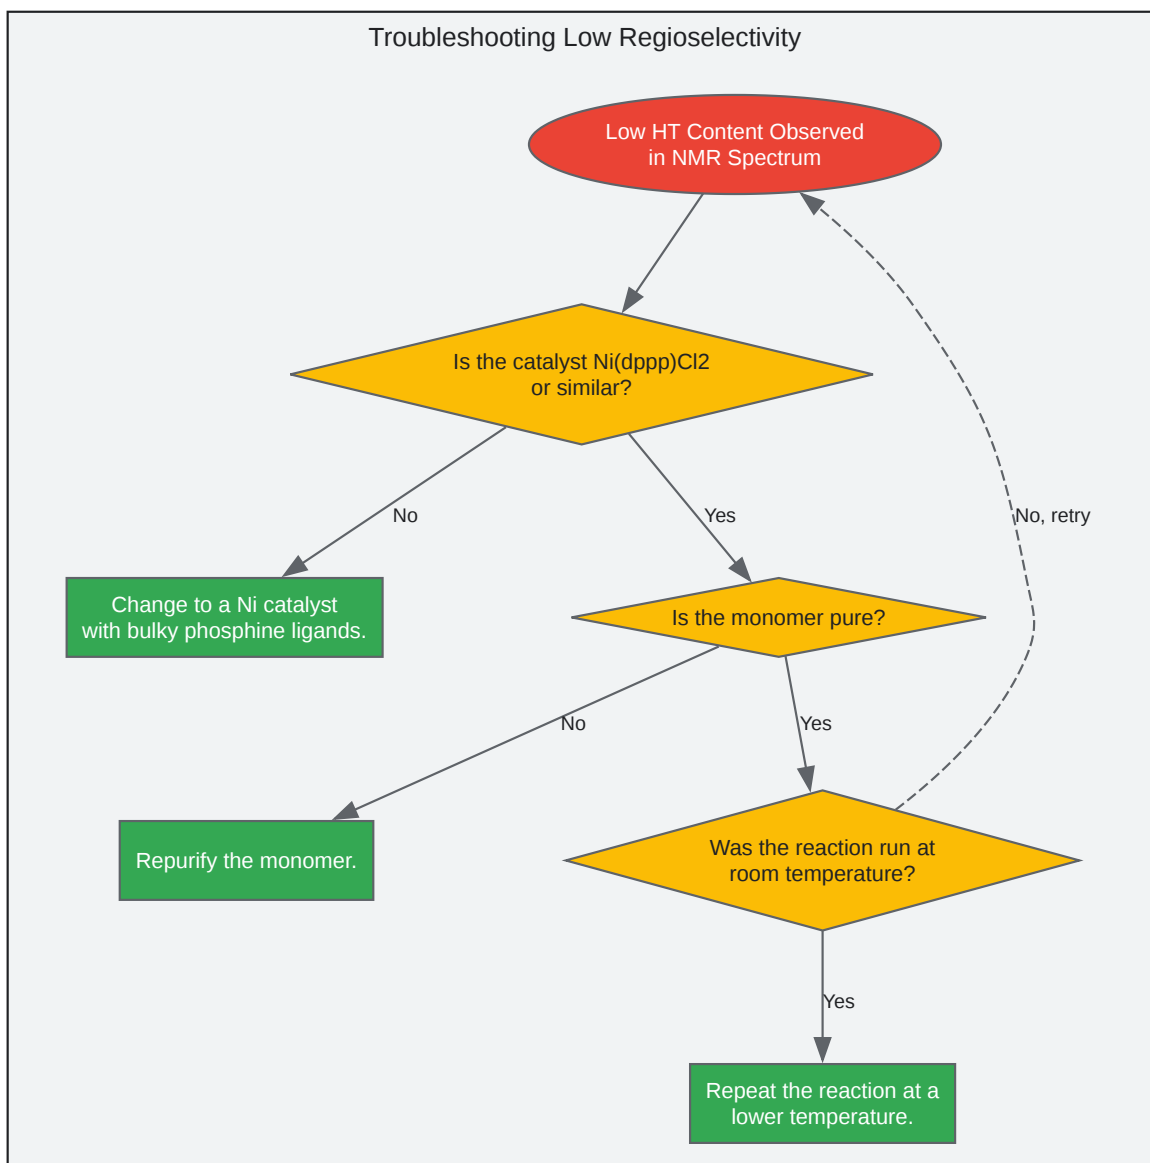 Troubleshooting Low Regioselectivity
Low HT Content Observed
in NMR Spectrum
Is the catalyst Ni(dppp)Cl2
or similar?
No
Yes
No, retry
Change to a Ni catalyst
with bulky phosphine ligands.
Is the monomer pure?
No
Yes
Repurify the monomer.
Was the reaction run at
room temperature?
Yes
Repeat the reaction at a
lower temperature.